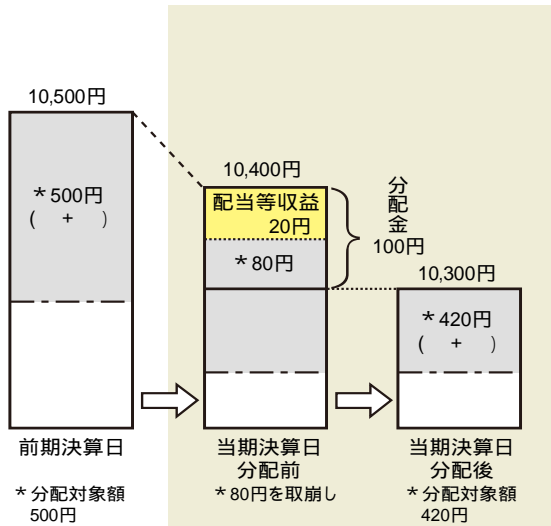 10,500円
*500円
(　+　)
前期決算日
*分配対象額
500円
10,400円
配当等収益
20円
*80円
分配金
100円
当期決算日
分配前
*80円を取崩し
10,300円
*420円
(　+　)
当期決算日
分配後
*分配対象額
420円